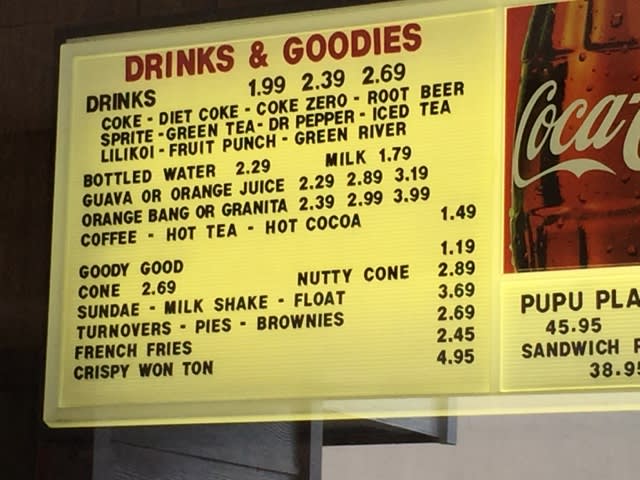 DRINKS & GOODIES
DRINKS 1.99 2.39 2.69
COKE - DIET COKE - COKE ZERO - ROOT BEER
SPRITE - GREEN TEA - DR PEPPER - ICED TEA
LILIKOI - FRUIT PUNCH - GREEN RIVER
BOTTLED WATER 2.29 MILK 1.79
GUAVA OR ORANGE JUICE 2.29 2.89 3.19
ORANGE BANG OR GRANITA 2.39 2.99 3.99
COFFEE - HOT TEA - HOT COCOA 1.49
GOODY GOOD 1.19
CONE 2.69 NUTTY CONE 2.89
SUNDAE - MILK SHAKE - FLOAT 3.69
TURNOVERS - PIES - BROWNIES 2.69
FRENCH FRIES 2.45
CRISPY WON TON 4.95
Coca
PUPU PLA
45.95
SANDWICH
38.95